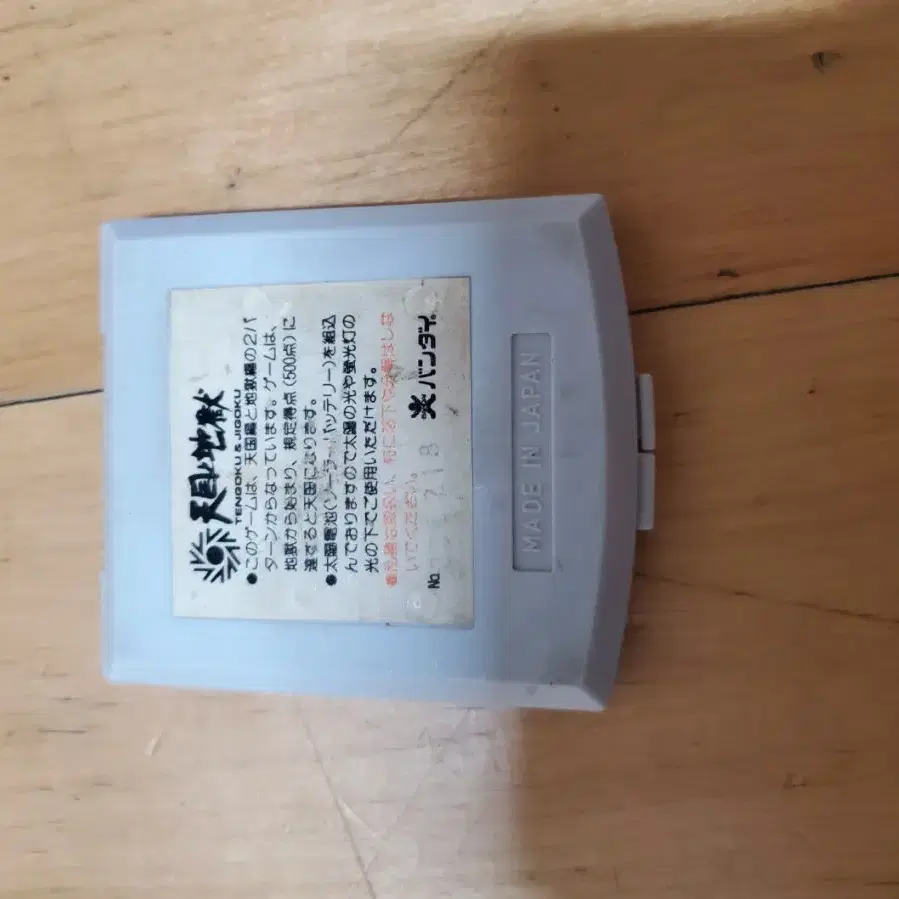 天国と地獄
TENGOKU & JIGOKU
●このゲームは、天国篇と地獄篇の2パ
ターンからなっています。ゲームは、
地獄から始まり、規定得点(500点)に
達すると天国になります。
●太陽電池(ソーラーバッテリー)を組込
んでおりますので太陽の光や螢光灯の
光の下でご使用いただけます。
いでください。
No. 218
バンダイ
MADE IN JAPAN